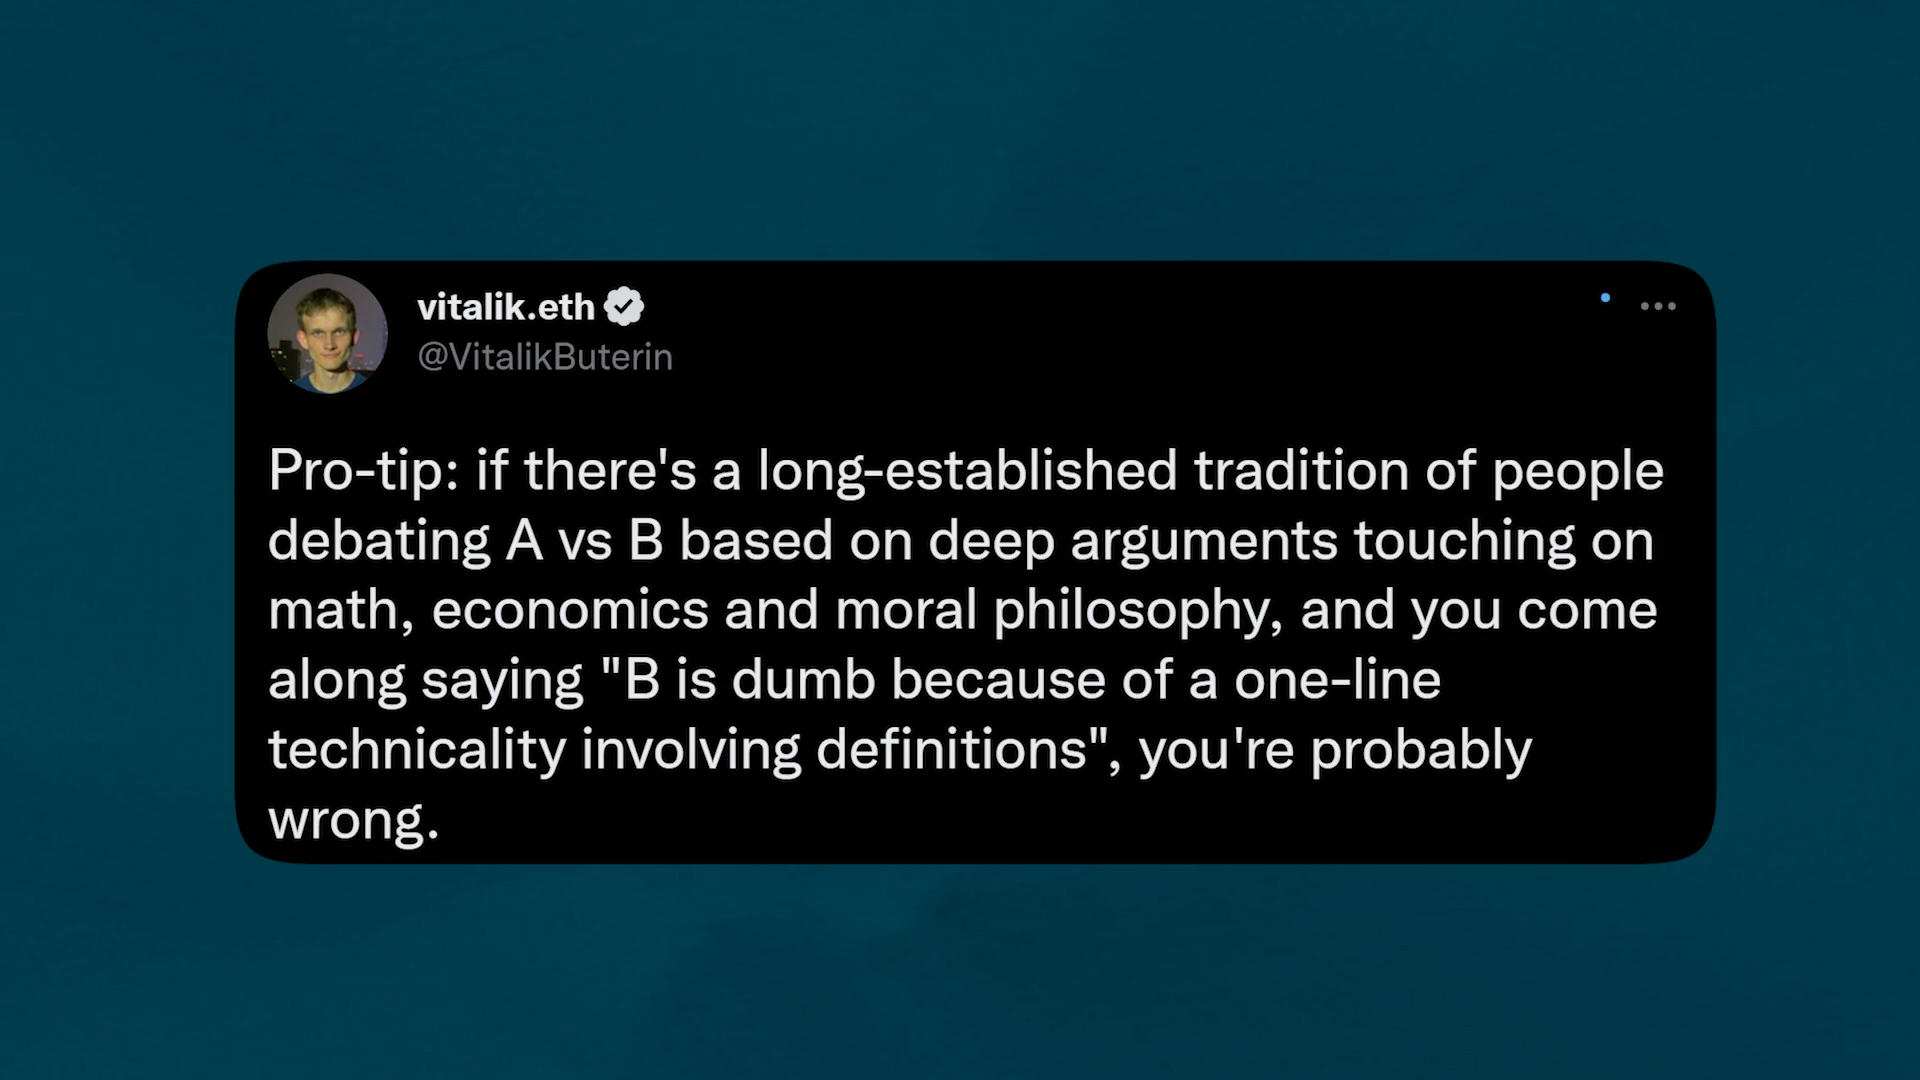 vitalik.eth
@VitalikButerin
Pro-tip: if there's a long-established tradition of people
debating A vs B based on deep arguments touching on
math, economics and moral philosophy, and you come
along saying "B is dumb because of a one-line
technicality involving definitions", you're probably
wrong.